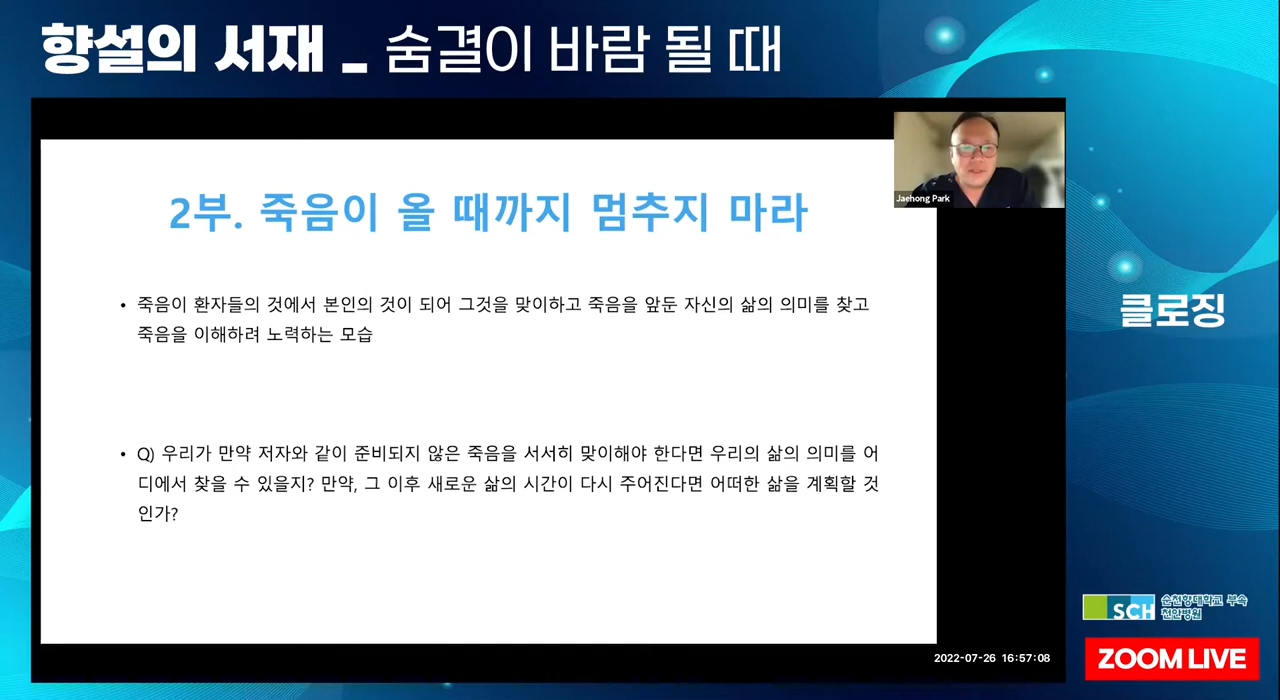 향설의 서재 _ 숨결이 바람 될 때
Jaehong Park
2부. 죽음이 올 때까지 멈추지 마라
• 죽음이 환자들의 것에서 본인의 것이 되어 그것을 맞이하고 죽음을 앞둔 자신의 삶의 의미를 찾고
죽음을 이해하려 노력하는 모습
클로징
• Q) 우리가 만약 저자와 같이 준비되지 않은 죽음을 서서히 맞이해야 한다면 우리의 삶의 의미를 어
디에서 찾을 수 있을지? 만약, 그 이후 새로운 삶의 시간이 다시 주어진다면 어떠한 삶을 계획할 것
인가?
SCH 순천향대학교 부속
천안병원
2022-07-26 16:57:08
ZOOM LIVE